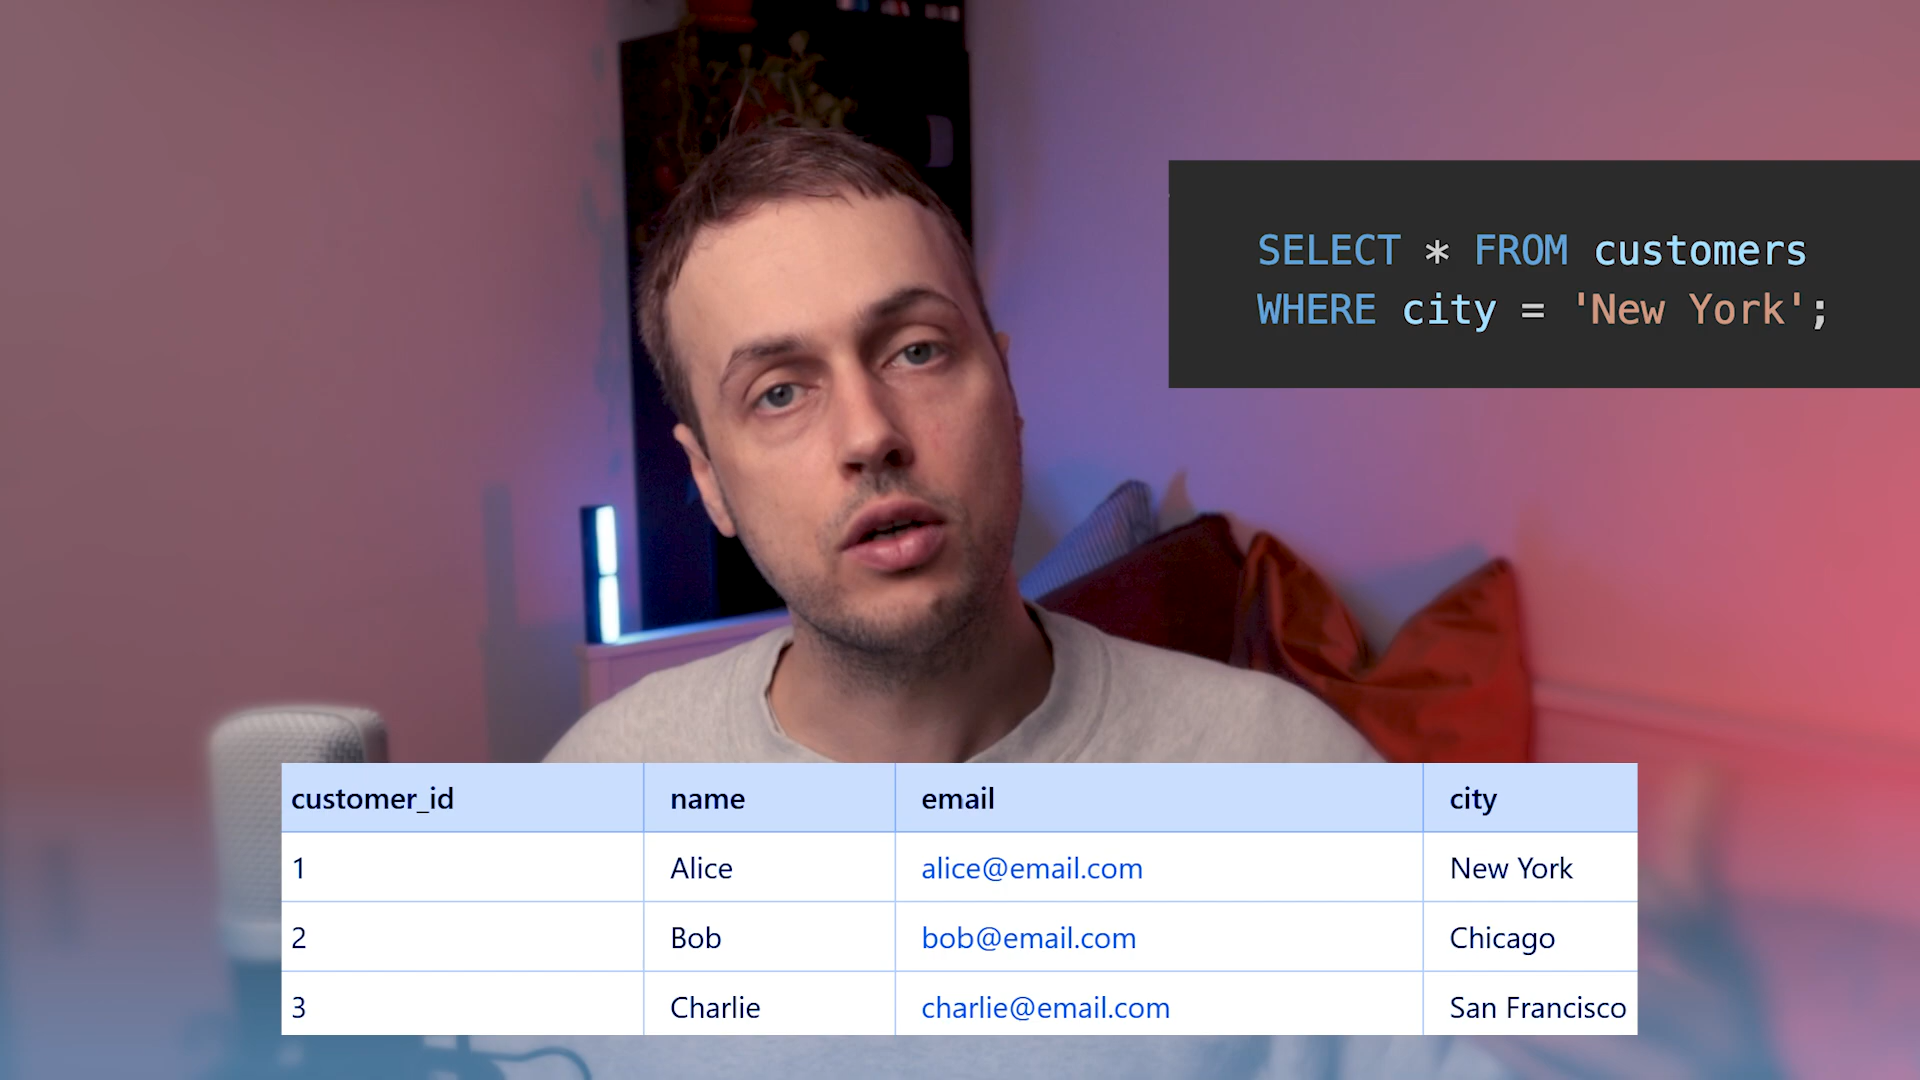 SELECT * FROM customers
WHERE city = 'New York';
customer_id name email city
1 Alice alice@email.com New York
2 Bob bob@email.com Chicago
3 Charlie charlie@email.com San Francisco